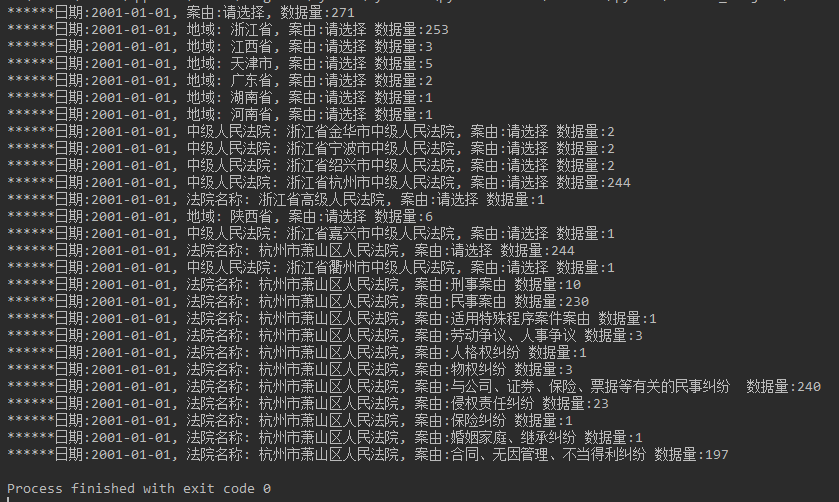 ******日期:2001-01-01, 案由:请选择, 数据量:271
******日期:2001-01-01, 地域: 浙江省, 案由:请选择 数据量:253
******日期:2001-01-01, 地域: 江西省, 案由:请选择 数据量:3
******日期:2001-01-01, 地域: 天津市, 案由:请选择 数据量:5
******日期:2001-01-01, 地域: 广东省, 案由:请选择 数据量:2
******日期:2001-01-01, 地域: 湖南省, 案由:请选择 数据量:1
******日期:2001-01-01, 地域: 河南省, 案由:请选择 数据量:1
******日期:2001-01-01, 中级人民法院: 浙江省金华市中级人民法院, 案由:请选择 数据量:2
******日期:2001-01-01, 中级人民法院: 浙江省宁波市中级人民法院, 案由:请选择 数据量:2
******日期:2001-01-01, 中级人民法院: 浙江省绍兴市中级人民法院, 案由:请选择 数据量:2
******日期:2001-01-01, 中级人民法院: 浙江省杭州市中级人民法院, 案由:请选择 数据量:244
******日期:2001-01-01, 法院名称: 浙江省高级人民法院, 案由:请选择 数据量:1
******日期:2001-01-01, 地域: 陕西省, 案由:请选择 数据量:6
******日期:2001-01-01, 中级人民法院: 浙江省嘉兴市中级人民法院, 案由:请选择 数据量:1
******日期:2001-01-01, 法院名称: 杭州市萧山区人民法院, 案由:请选择 数据量:244
******日期:2001-01-01, 中级人民法院: 浙江省衢州市中级人民法院, 案由:请选择 数据量:1
******日期:2001-01-01, 法院名称: 杭州市萧山区人民法院, 案由:刑事案由 数据量:10
******日期:2001-01-01, 法院名称: 杭州市萧山区人民法院, 案由:民事案由 数据量:230
******日期:2001-01-01, 法院名称: 杭州市萧山区人民法院, 案由:适用特殊程序案件案由 数据量:1
******日期:2001-01-01, 法院名称: 杭州市萧山区人民法院, 案由:劳动争议、人事争议 数据量:3
******日期:2001-01-01, 法院名称: 杭州市萧山区人民法院, 案由:人格权纠纷 数据量:1
******日期:2001-01-01, 法院名称: 杭州市萧山区人民法院, 案由:物权纠纷 数据量:3
******日期:2001-01-01, 法院名称: 杭州市萧山区人民法院, 案由:与公司、证券、保险、票据等有关的民事纠纷  数据量:240
******日期:2001-01-01, 法院名称: 杭州市萧山区人民法院, 案由:侵权责任纠纷 数据量:23
******日期:2001-01-01, 法院名称: 杭州市萧山区人民法院, 案由:保险纠纷 数据量:1
******日期:2001-01-01, 法院名称: 杭州市萧山区人民法院, 案由:婚姻家庭、继承纠纷 数据量:1
******日期:2001-01-01, 法院名称: 杭州市萧山区人民法院, 案由:合同、无因管理、不当得利纠纷 数据量:197
Process finished with exit code 0